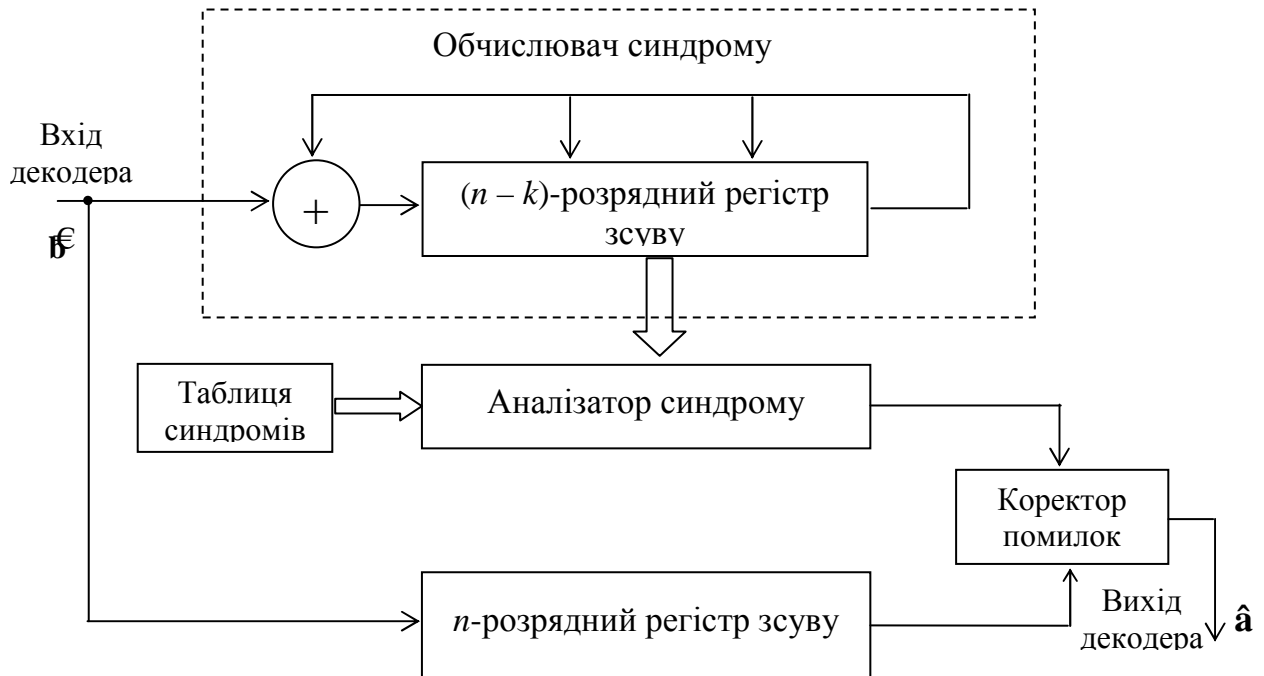 Обчислювач синдрому
Вхід
декодера
+
(n – k)-розрядний регістр
зсуву
Таблиця
синдромів
Аналізатор синдрому
Коректор
помилок
n-розрядний регістр зсуву
Вихід
декодера
â